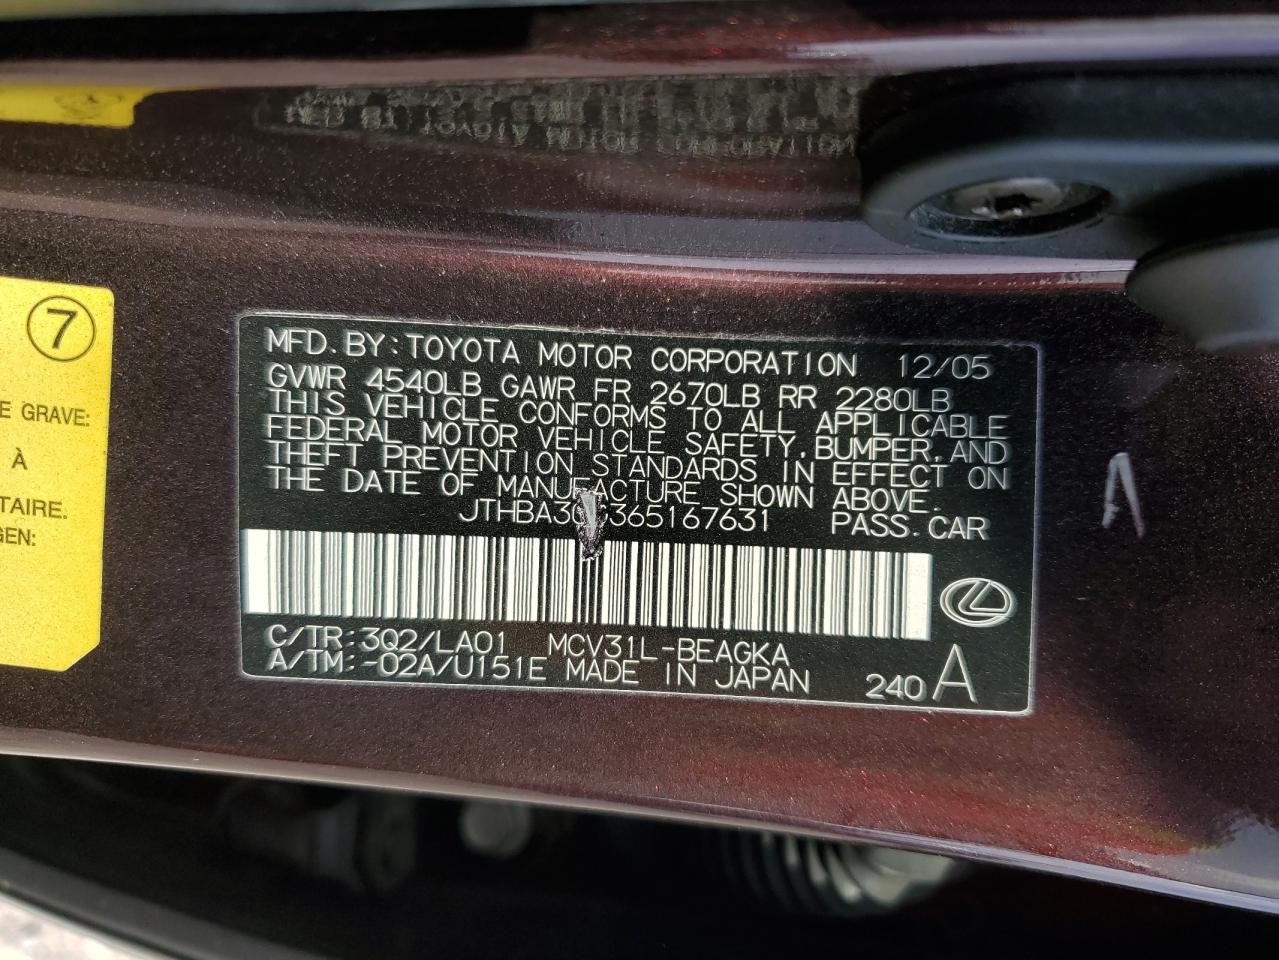 7
E GRAVE:
À
TAIRE.
GEN:
MFD. BY: TOYOTA MOTOR CORPORATION 12/05
GVWR 4540LB GAWR FR 2670LB RR 2280LB
THIS VEHICLE CONFORMS TO ALL APPLICABLE
FEDERAL MOTOR VEHICLE SAFETY, BUMPER, AND
THEFT PREVENTION STANDARDS IN EFFECT ON
THE DATE OF MANUFACTURE SHOWN ABOVE.
PASS. CAR
C/TR: 3Q2/LA01 MCV31L-BEAGKA
A/TM: -02A/U151E MADE IN JAPAN 240 A
A